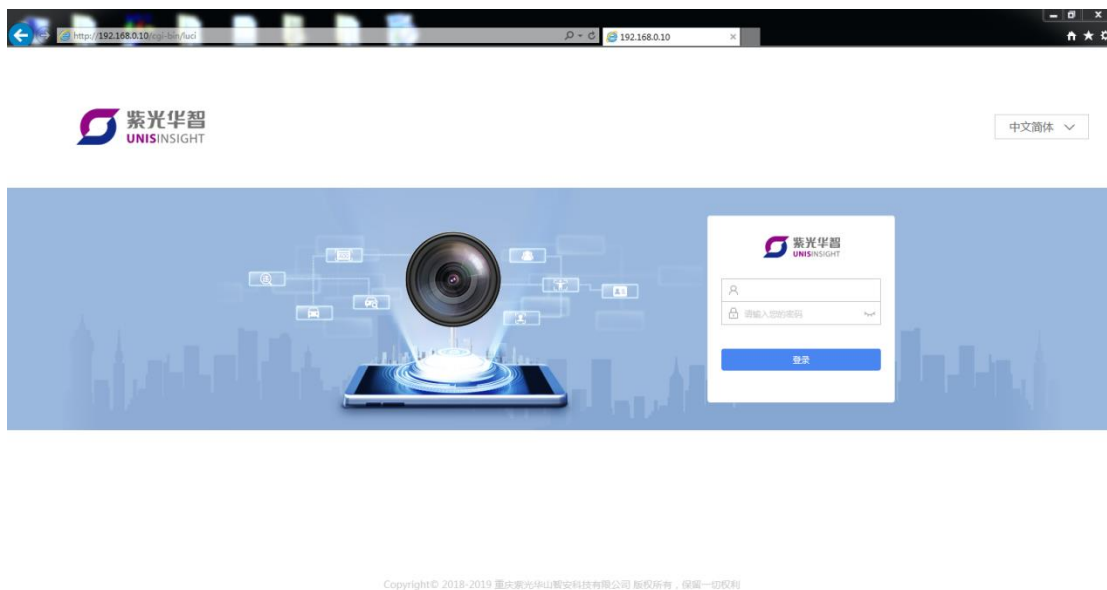 http://192.168.0.10/cgi-bin/luci
192.168.0.10
紫光华智
UNISINSIGHT
中文简体
紫光华智
UNISINSIGHT
请输入您的密码
登录
Copyright© 2018-2019 重庆紫光华山智安科技有限公司 版权所有，保留一切权利